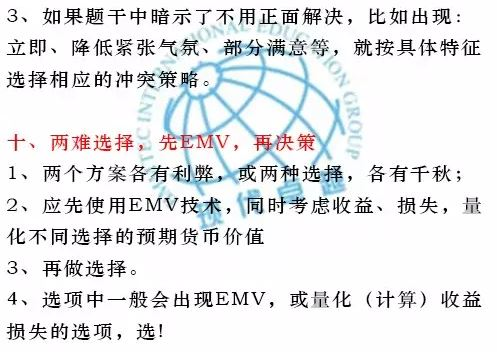 3、如果题干中暗示了不用正面解决，比如出现：
立即、降低紧张气氛、部分满意等，就按具体特征
选择相应的冲突策略。
十、两难选择，先EMV，再决策
1、两个方案各有利弊，或两种选择，各有千秋；
2、应先使用EMV技术，同时考虑收益、损失，量
化不同选择的预期货币价值
3、再做选择。
4、选项中一般会出现EMV，或量化（计算）收益
损失的选项，选!
INTERNATIONAL EDUCATION GROUP
现代卓越